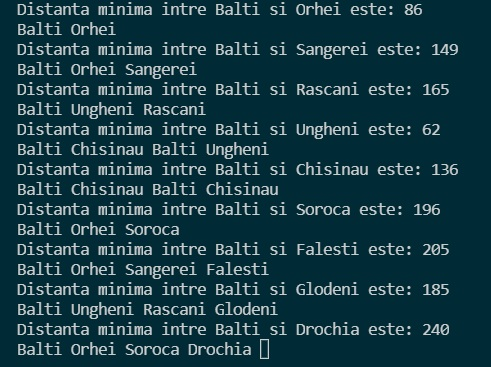 Distanta minima intre Balti si Orhei este: 86
Balti Orhei
Distanta minima intre Balti si Sangerei este: 149
Balti Orhei Sangerei
Distanta minima intre Balti si Rascani este: 165
Balti Ungheni Rascani
Distanta minima intre Balti si Ungheni este: 62
Balti Chisinau Balti Ungheni
Distanta minima intre Balti si Chisinau este: 136
Balti Chisinau Balti Chisinau
Distanta minima intre Balti si Soroca este: 196
Balti Orhei Soroca
Distanta minima intre Balti si Falesti este: 205
Balti Orhei Sangerei Falesti
Distanta minima intre Balti si Glodeni este: 185
Balti Ungheni Rascani Glodeni
Distanta minima intre Balti si Drochia este: 240
Balti Orhei Soroca Drochia